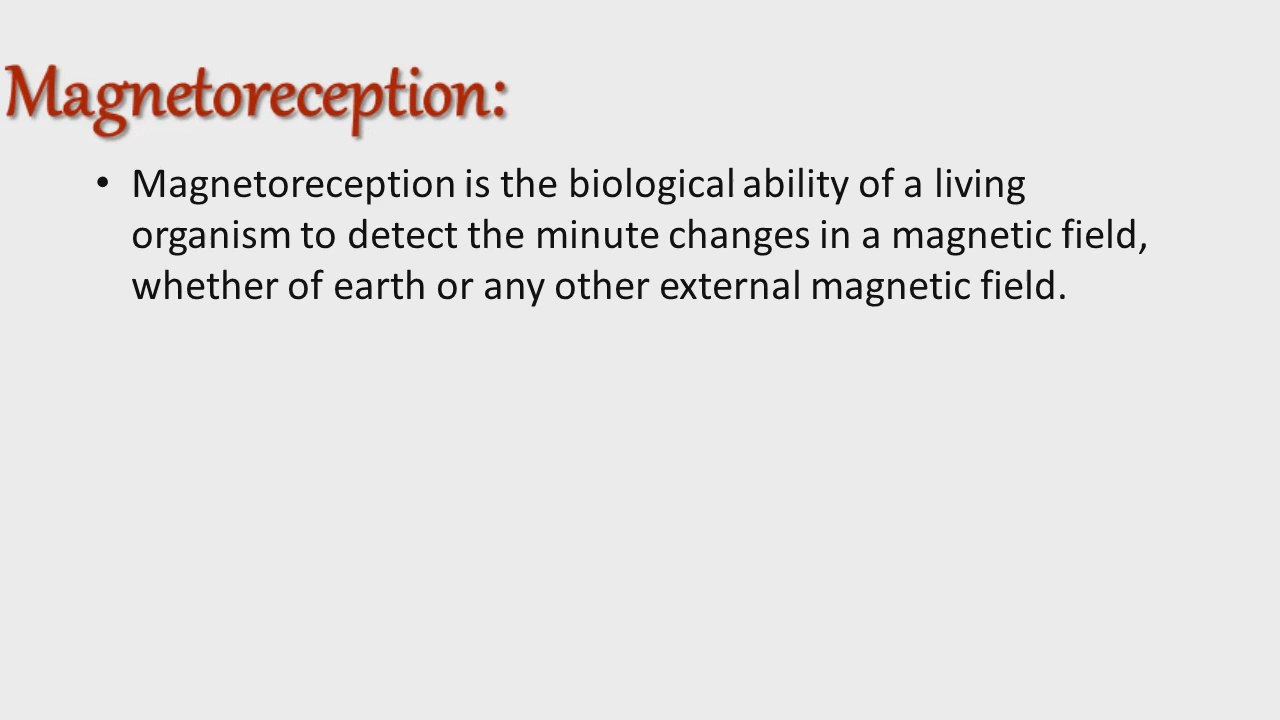 Magnetoreception:
• Magnetoreception is the biological ability of a living
organism to detect the minute changes in a magnetic field,
whether of earth or any other external magnetic field.